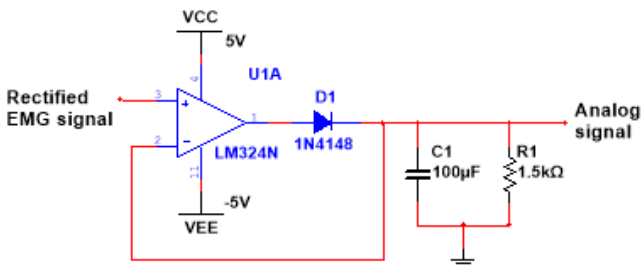 VCC
5V
U1A
Rectified
EMG signal
3
4
+
2
-
1
D1
1N4148
LM324N
11
-5V
VEE
Analog
signal
C1
100µF
R1
1.5kΩ